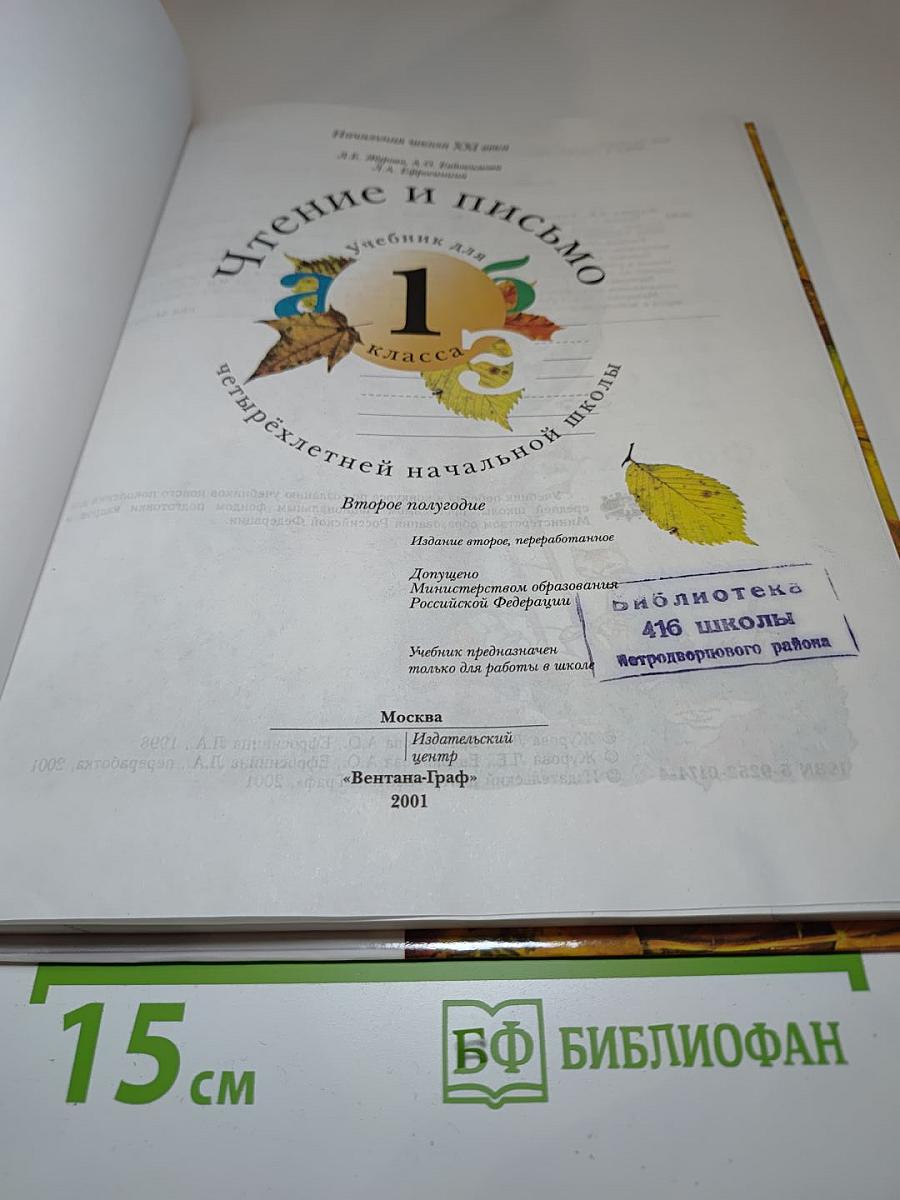 Начальная школа XXI века
Л.Е. Журова, А.О. Евдокимова
Л.А. Ефросинина
Чтение и письмо
Учебник для
а 1 б
класса
четырёхлетней начальной школы
Второе полугодие
Издание второе, переработанное
Допущено
Министерством образования
Российской Федерации
Учебник предназначен
только для работы в школе
Библиотека
416 школы
Петродворцового района
Москва
Издательский
центр
«Вентана-Граф»
2001
15 см
БФ БИБЛИОФАН